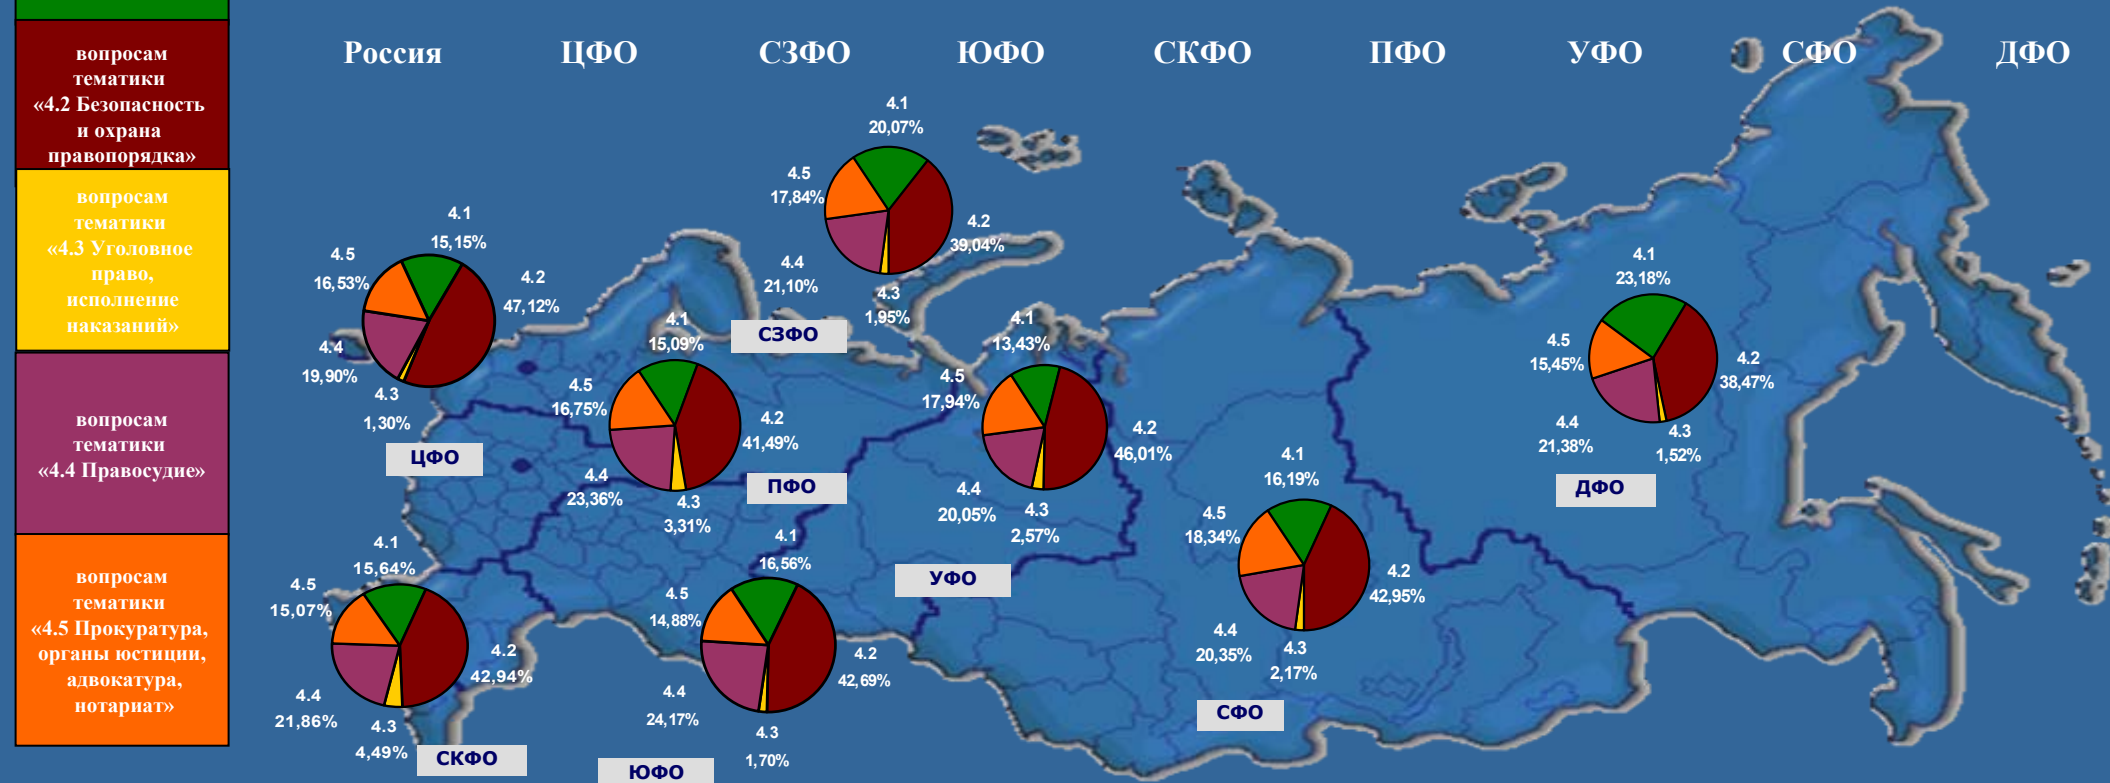 Россия ЦФО СЗФО ЮФО СКФО ПФО УФО СФО ДФО
вопросам
тематики
«4.2 Безопасность
и охрана
правопорядка»
вопросам
тематики
«4.3 Уголовное
право,
исполнение
наказаний»
вопросам
тематики
«4.4 Правосудие»
вопросам
тематики
«4.5 Прокуратура,
органы юстиции,
адвокатура,
нотариат»
4.1
15,15%
4.5
16,53%
4.2
47,12%
4.4
19,90%
4.3
1,30%
ЦФО
4.1
20,07%
4.5
17,84%
4.2
39,04%
4.4
21,10%
4.3
1,95%
СЗФО
4.1
15,09%
4.5
16,75%
4.2
41,49%
4.4
23,36%
4.3
3,31%
ПФО
4.1
13,43%
4.5
17,94%
4.2
46,01%
4.4
20,05%
4.3
2,57%
УФО
4.1
23,18%
4.5
15,45%
4.2
38,47%
4.4
21,38%
4.3
1,52%
ДФО
4.1
16,19%
4.5
18,34%
4.2
42,95%
4.4
20,35%
4.3
2,17%
СФО
4.1
15,64%
4.5
15,07%
4.2
42,94%
4.4
21,86%
4.3
4,49%
СКФО
4.1
16,56%
4.5
14,88%
4.2
42,69%
4.4
24,17%
4.3
1,70%
ЮФО